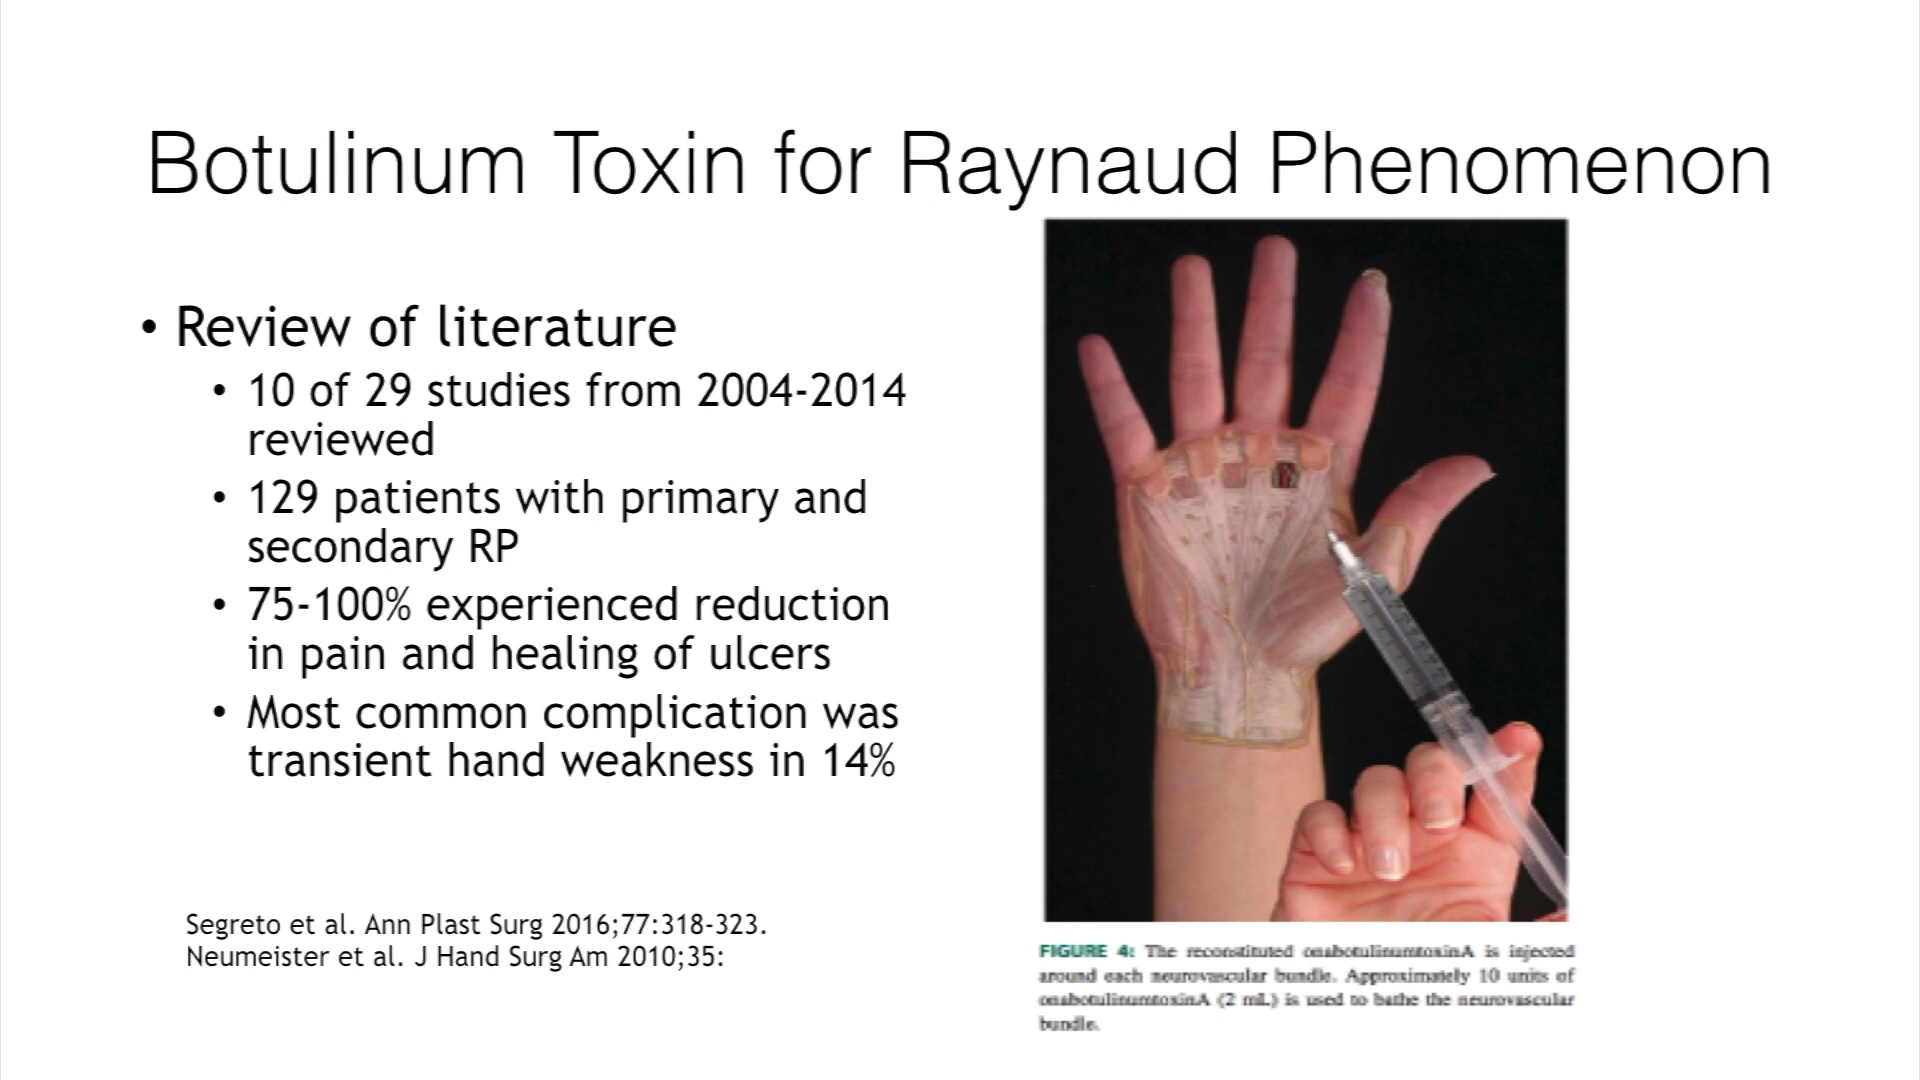 Botulinum Toxin for Raynaud Phenomenon
• Review of literature
• 10 of 29 studies from 2004-2014
reviewed
• 129 patients with primary and
secondary RP
• 75-100% experienced reduction
in pain and healing of ulcers
• Most common complication was
transient hand weakness in 14%
Segreto et al. Ann Plast Surg 2016;77:318-323.
Neumeister et al. J Hand Surg Am 2010;35:
FIGURE 4: The reconstituted onabotulinumtoxinA is injected
around each neurovascular bundle. Approximately 10 units of
onabotulinumtoxinA (2 mL) is used to bathe the neurovascular
bundle.